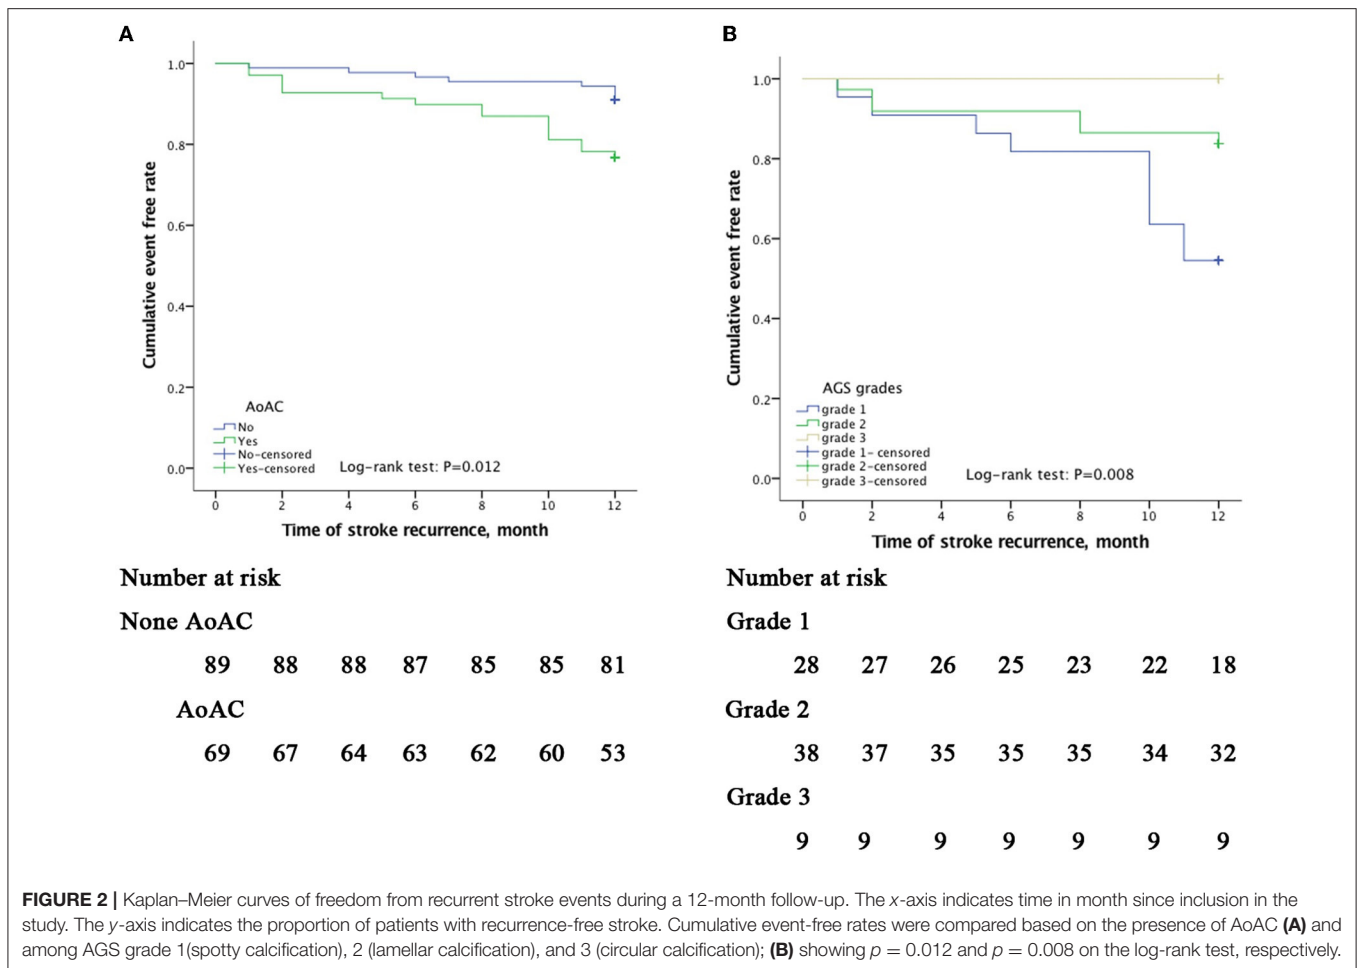 A
1.0
0.8
0.6
0.4
0.2
0.0
Cumulative event free rate
AoAC
No
Yes
No-censored
Yes-censored
Log-rank test: P=0.012
0 2 4 6 8 10 12
Time of stroke recurrence, month
Number at risk
None AoAC
89 88 88 87 85 85 81
AoAC
69 67 64 63 62 60 53
B
1.0
0.8
0.6
0.4
0.2
0.0
Cumulative event free rate
AGS grades
grade 1
grade 2
grade 3
grade 1- censored
grade 2-censored
grade 3-censored
Log-rank test: P=0.008
0 2 4 6 8 10 12
Time of stroke recurrence, month
Number at risk
Grade 1
28 27 26 25 23 22 18
Grade 2
38 37 35 35 35 34 32
Grade 3
9 9 9 9 9 9 9
FIGURE 2 | Kaplan–Meier curves of freedom from recurrent stroke events during a 12-month follow-up. The x-axis indicates time in month since inclusion in the
study. The y-axis indicates the proportion of patients with recurrence-free stroke. Cumulative event-free rates were compared based on the presence of AoAC (A) and
among AGS grade 1(spotty calcification), 2 (lamellar calcification), and 3 (circular calcification); (B) showing p = 0.012 and p = 0.008 on the log-rank test, respectively.